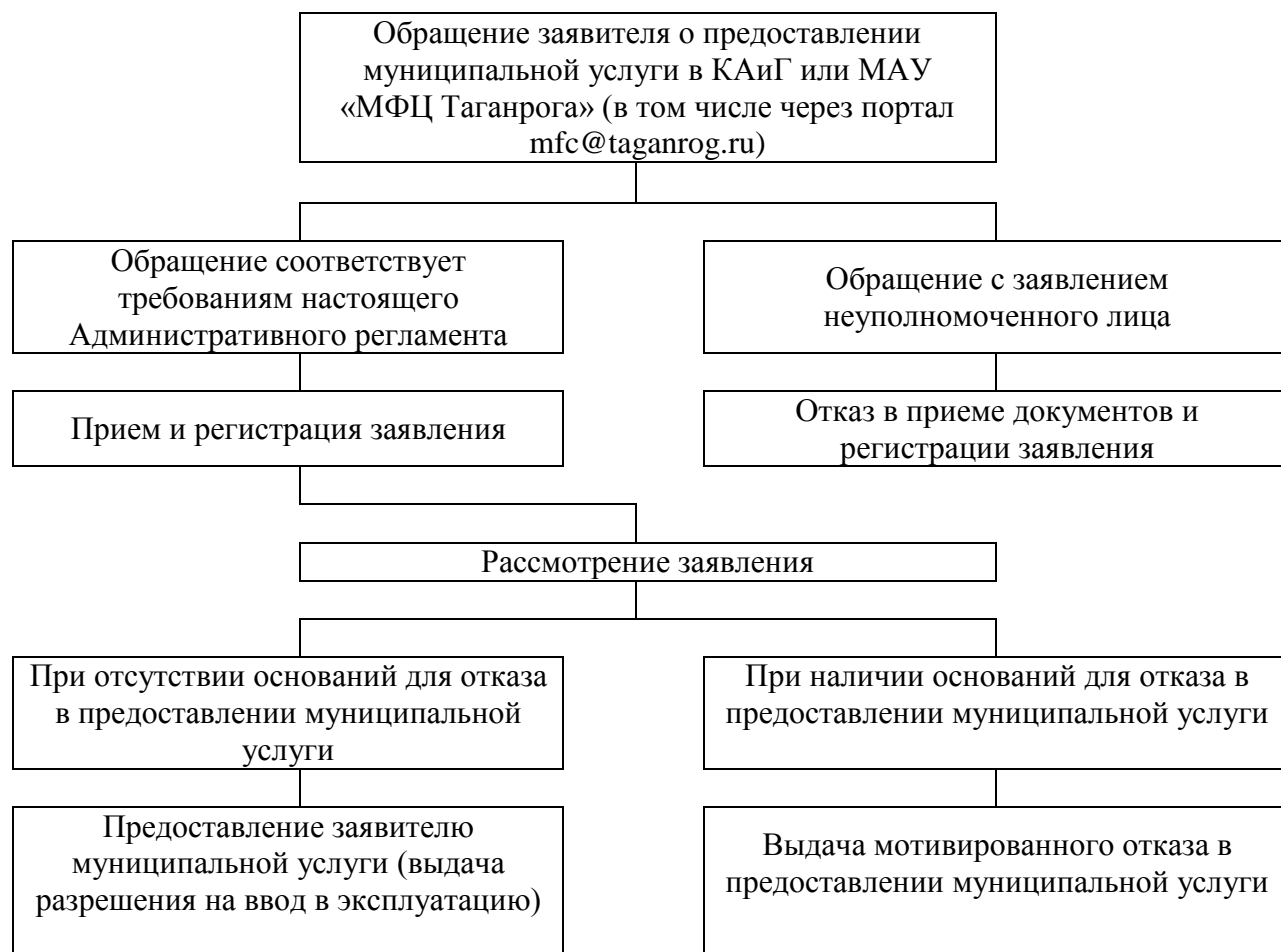 Обращение заявителя о предоставлении
муниципальной услуги в КАиГ или МАУ
«МФЦ Таганрога» (в том числе через портал
mfc@taganrog.ru)
Обращение соответствует
требованиям настоящего
Административного регламента
Обращение с заявлением
неуполномоченного лица
Прием и регистрация заявления
Отказ в приеме документов и
регистрации заявления
Рассмотрение заявления
При отсутствии оснований для отказа
в предоставлении муниципальной
услуги
При наличии оснований для отказа в
предоставлении муниципальной услуги
Предоставление заявителю
муниципальной услуги (выдача
разрешения на ввод в эксплуатацию)
Выдача мотивированного отказа в
предоставлении муниципальной услуги